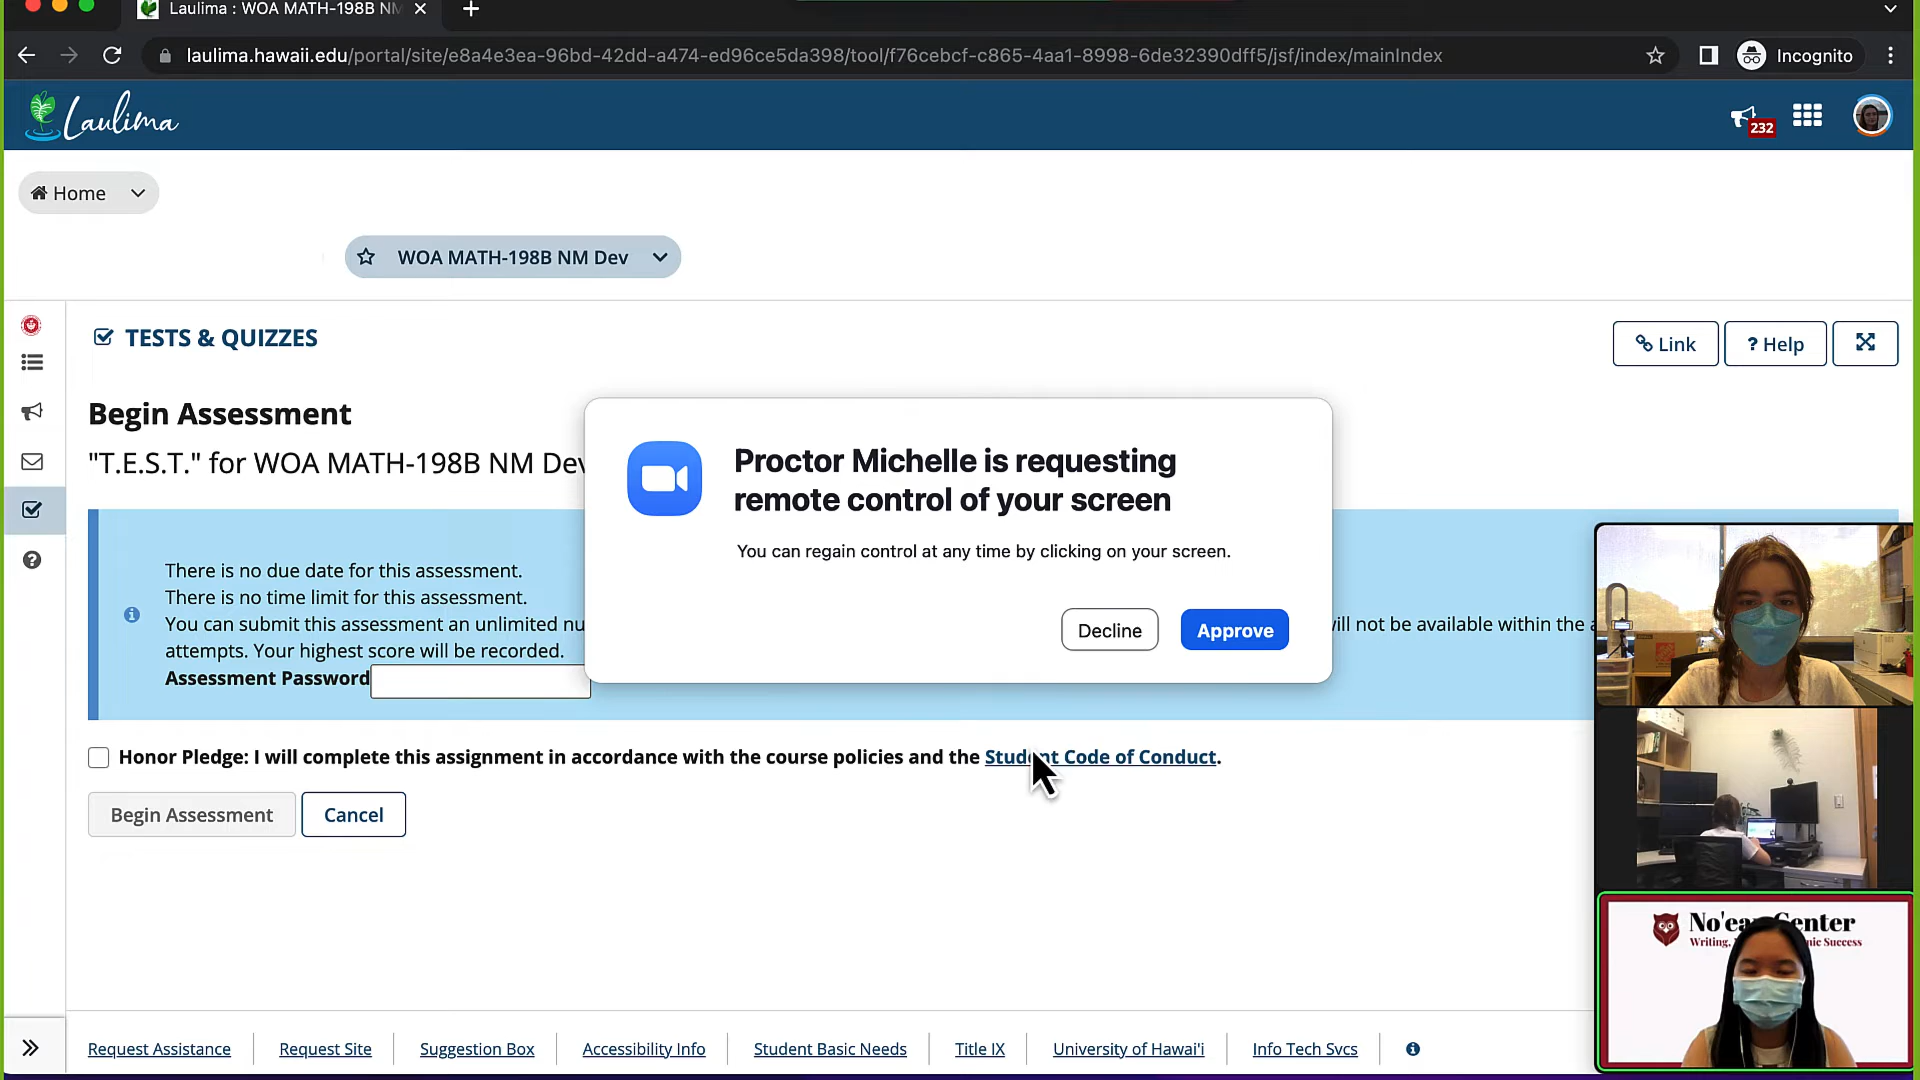 Laulima : WOA MATH-198B NM
laulima.hawaii.edu/portal/site/e8a4e3ea-96bd-42dd-a474-ed96ce5da398/tool/f76cebcf-c865-4aa1-8998-6de32390dff5/jsf/index/mainIndex
Incognito
Laulima
232
Home
WOA MATH-198B NM Dev
TESTS & QUIZZES
Link
? Help
Begin Assessment
"T.E.S.T." for WOA MATH-198B NM Dev
Proctor Michelle is requesting
remote control of your screen
You can regain control at any time by clicking on your screen.
Decline
Approve
There is no due date for this assessment.
There is no time limit for this assessment.
You can submit this assessment an unlimited nu
ill not be available within the a
attempts. Your highest score will be recorded.
Assessment Password
Honor Pledge: I will complete this assignment in accordance with the course policies and the Student Code of Conduct.
Begin Assessment
Cancel
No'eau Center
Writing,
Success
Request Assistance
Request Site
Suggestion Box
Accessibility Info
Student Basic Needs
Title IX
University of Hawai'i
Info Tech Svcs